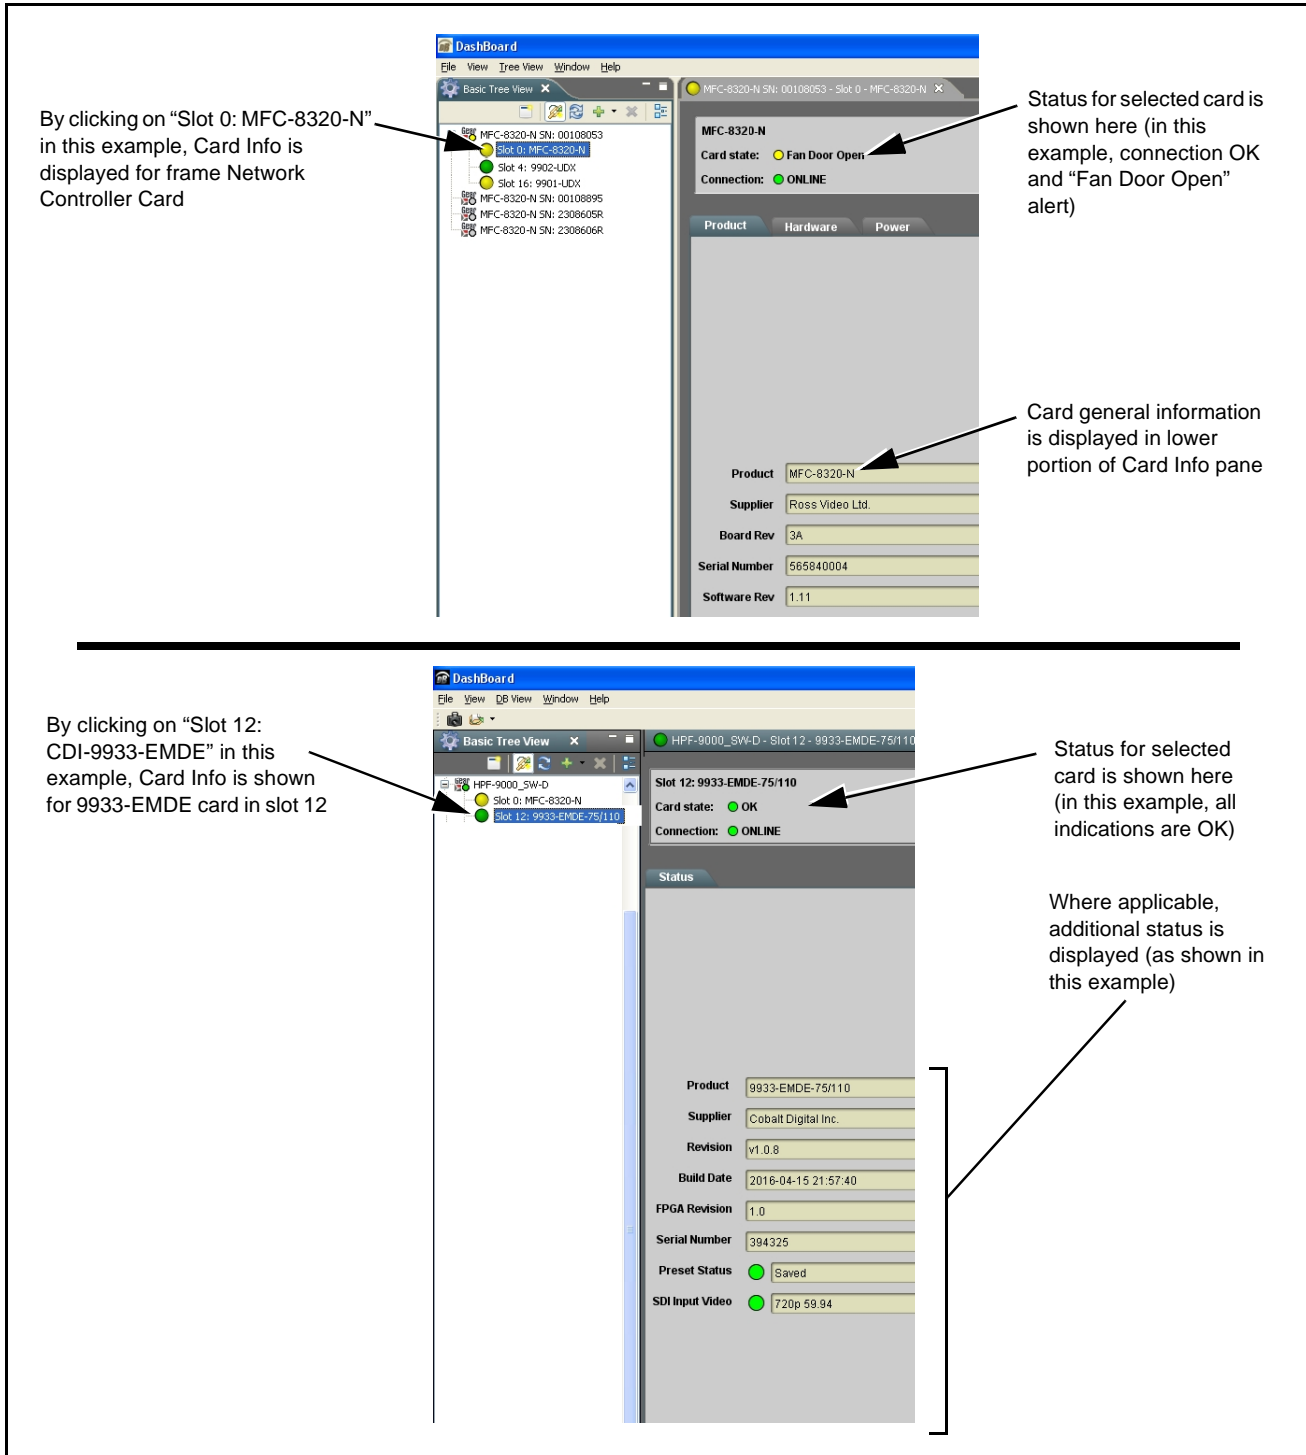 DashBoard
File View Tree View Window Help
Basic Tree View
MFC-8320-N SN: 00108053 - Slot 0 - MFC-8320-N
By clicking on “Slot 0: MFC-8320-N”
in this example, Card Info is
displayed for frame Network
Controller Card
MFC-8320-N SN: 00108053
Slot 0: MFC-8320-N
Slot 4: 9902-UDX
Slot 16: 9901-UDX
MFC-8320-N SN: 00108895
MFC-8320-N SN: 2308605R
MFC-8320-N SN: 2308606R
MFC-8320-N
Card state: Fan Door Open
Connection: ONLINE
Status for selected card is
shown here (in this
example, connection OK
and “Fan Door Open”
alert)
Product Hardware Power
Card general information
is displayed in lower
portion of Card Info pane
Product MFC-8320-N
Supplier Ross Video Ltd.
Board Rev 3A
Serial Number 565840004
Software Rev 1.11
DashBoard
File View DB View Window Help
Basic Tree View
HPF-9000_SW-D - Slot 12 - 9933-EMDE-75/110
By clicking on “Slot 12:
CDI-9933-EMDE” in this
example, Card Info is shown
for 9933-EMDE card in slot 12
HPF-9000_SW-D
Slot 0: MFC-8320-N
Slot 12: 9933-EMDE-75/110
Slot 12: 9933-EMDE-75/110
Card state: OK
Connection: ONLINE
Status for selected
card is shown here
(in this example, all
indications are OK)
Status
Where applicable,
additional status is
displayed (as shown in
this example)
Product 9933-EMDE-75/110
Supplier Cobalt Digital Inc.
Revision v1.0.8
Build Date 2016-04-15 21:57:40
FPGA Revision 1.0
Serial Number 394325
Preset Status Saved
SDI Input Video 720p 59.94